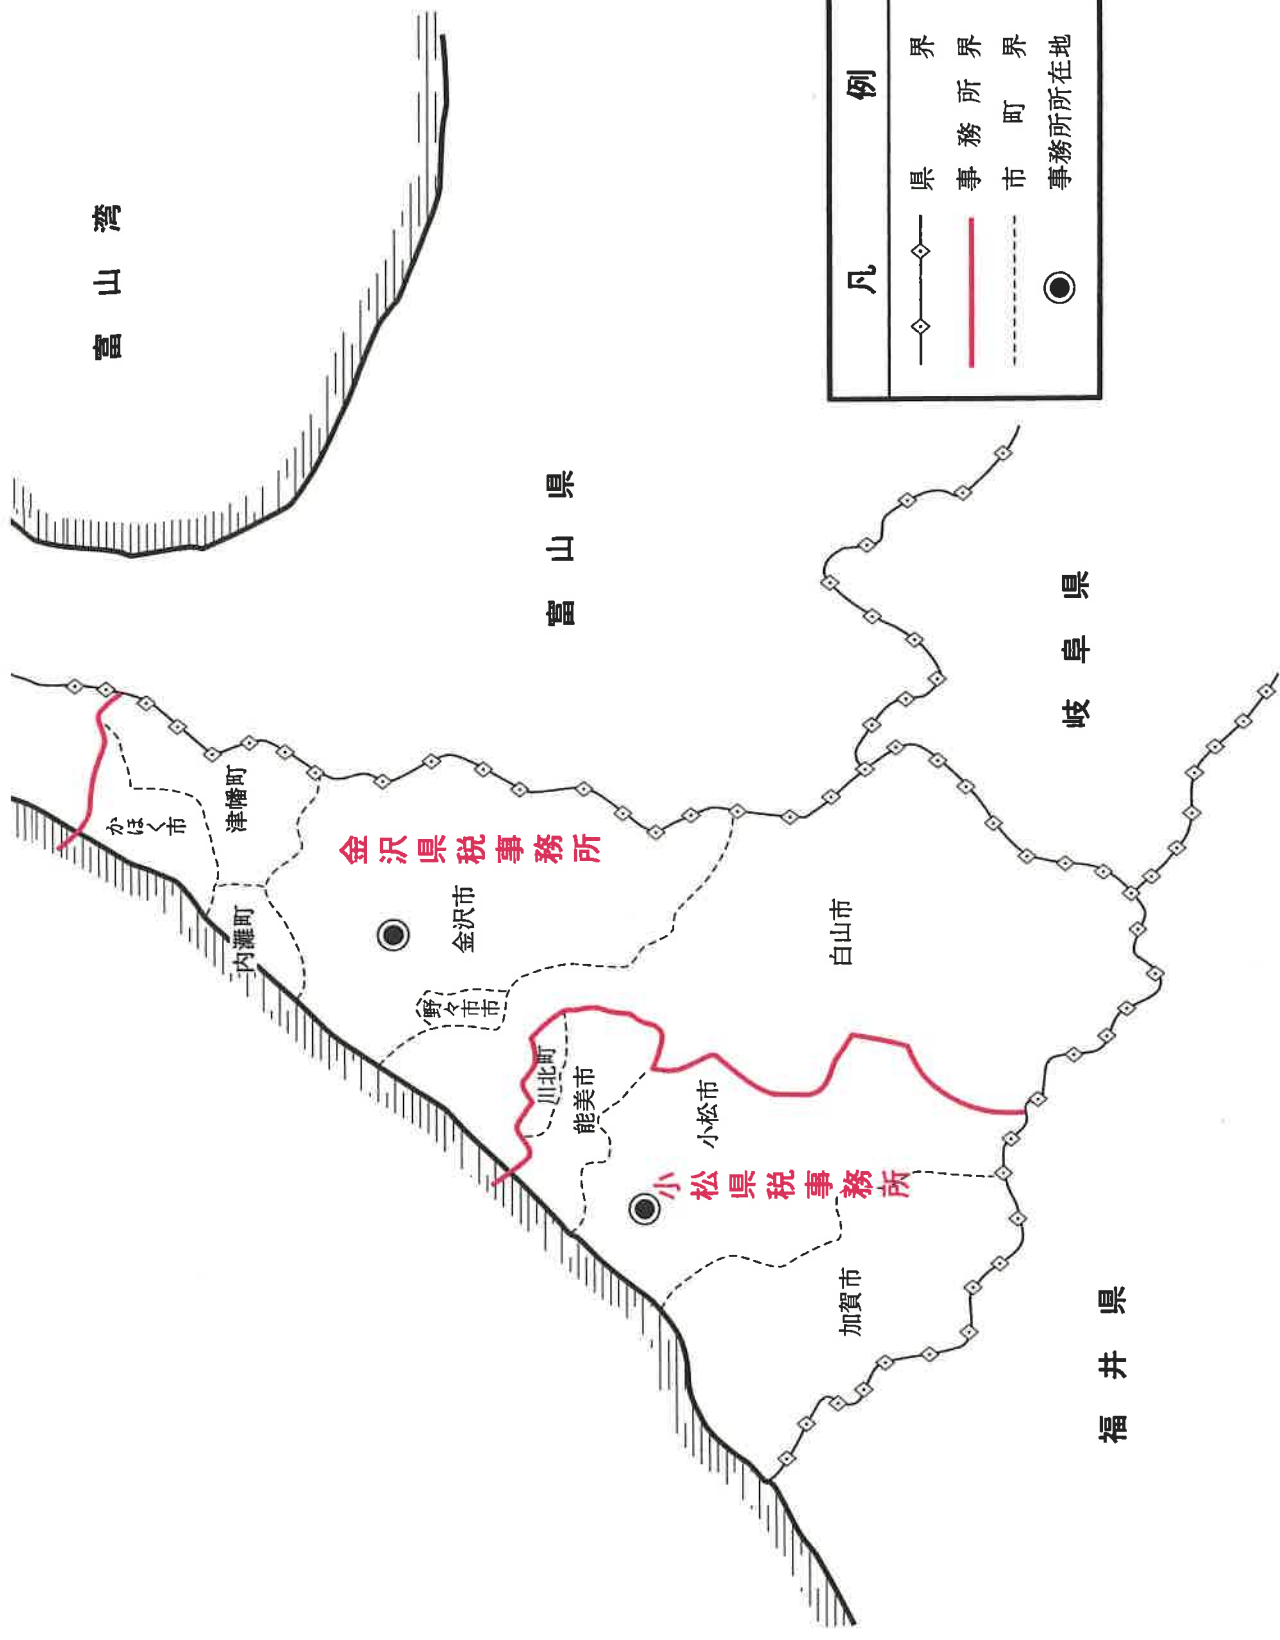 富山湾
富山県
岐阜県
福井県
かほく市
津幡町
内灘町
金沢県税事務所
金沢市
野々市市
白山市
川北町
能美市
小松市
小松県税事務所
加賀市
凡例
県界
事務所界
市町界
事務所所在地